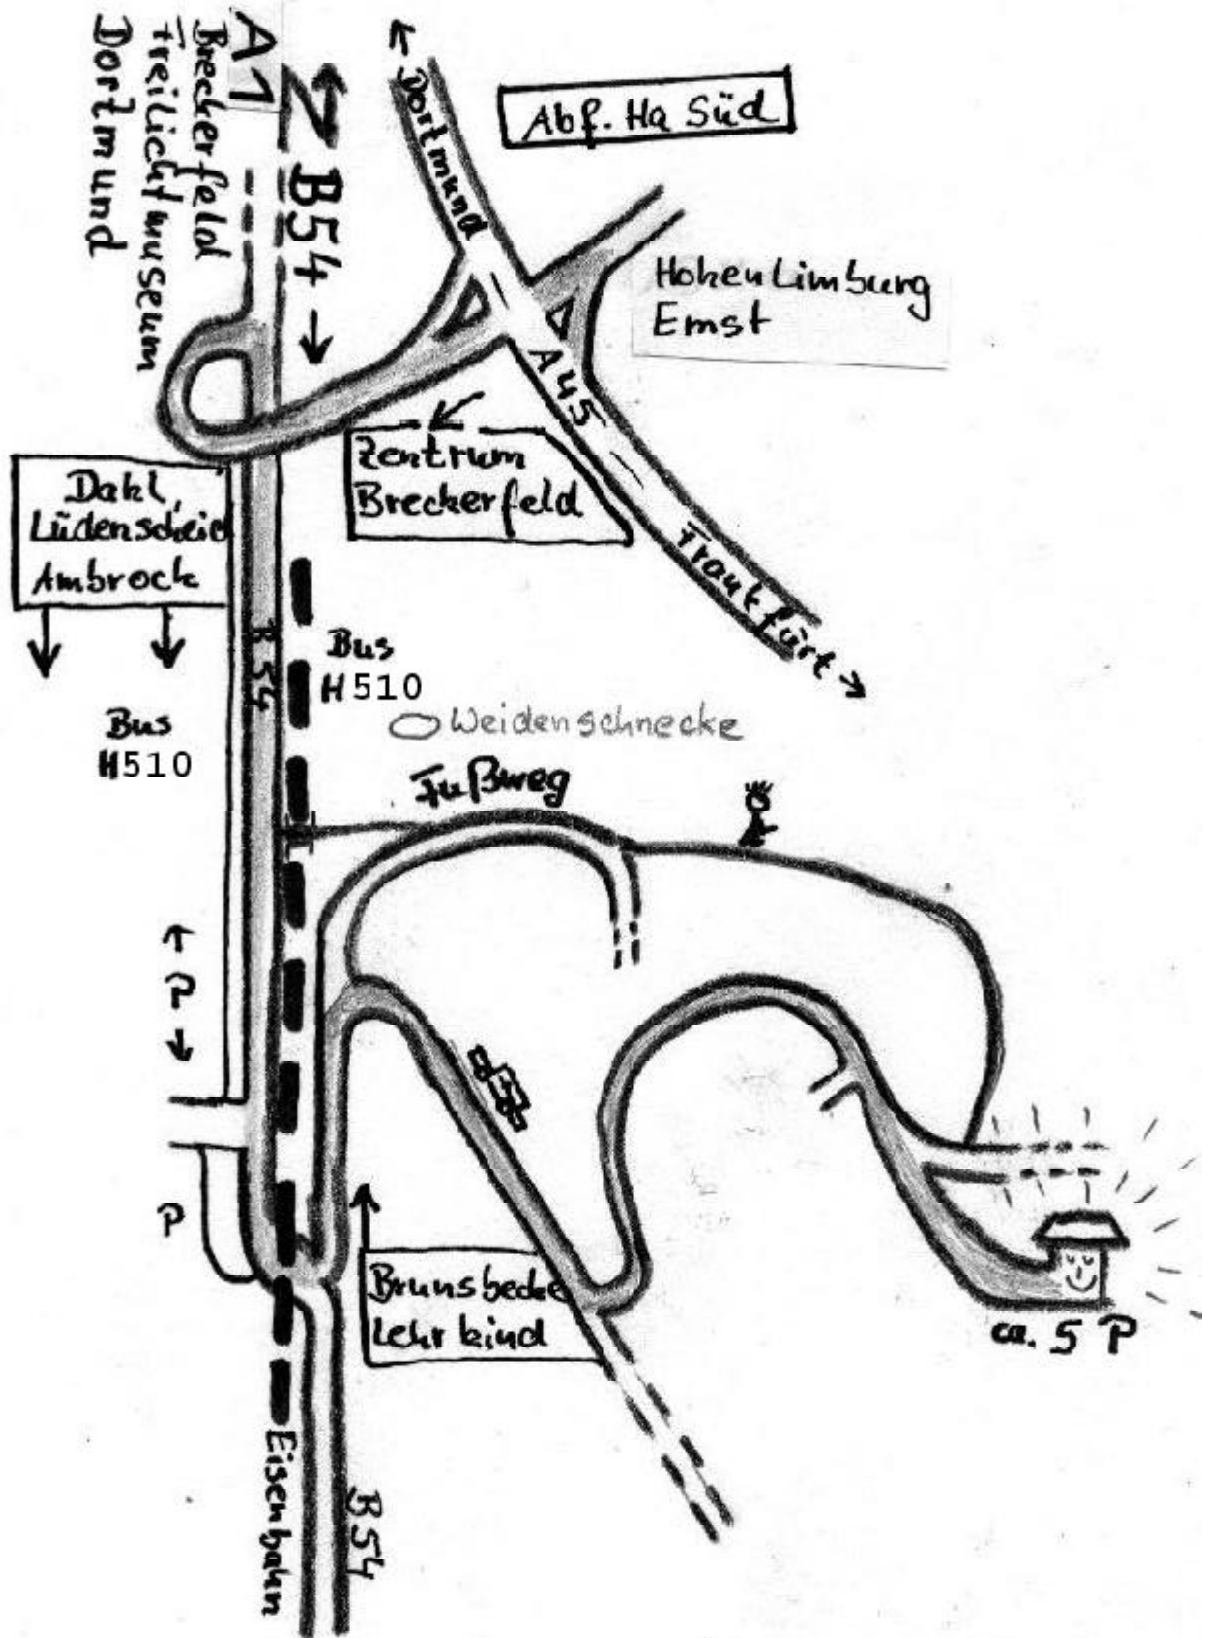 A1
Breckerfeld
Freilichtmuseum
Dortmund
N
B54
Dortmund
Abf. Ha Süd
Hohenlimburg
Emst
A45
Frankfurt
Zentrum
Breckerfeld
Dahl,
Lüdenscheid
Ambrock
B54
Bus
H510
Bus
H510
Weidenschnecke
Fußweg
P
P
Brunsbecke
Lehrkind
ca. 5 P
Eisenbahn
B54